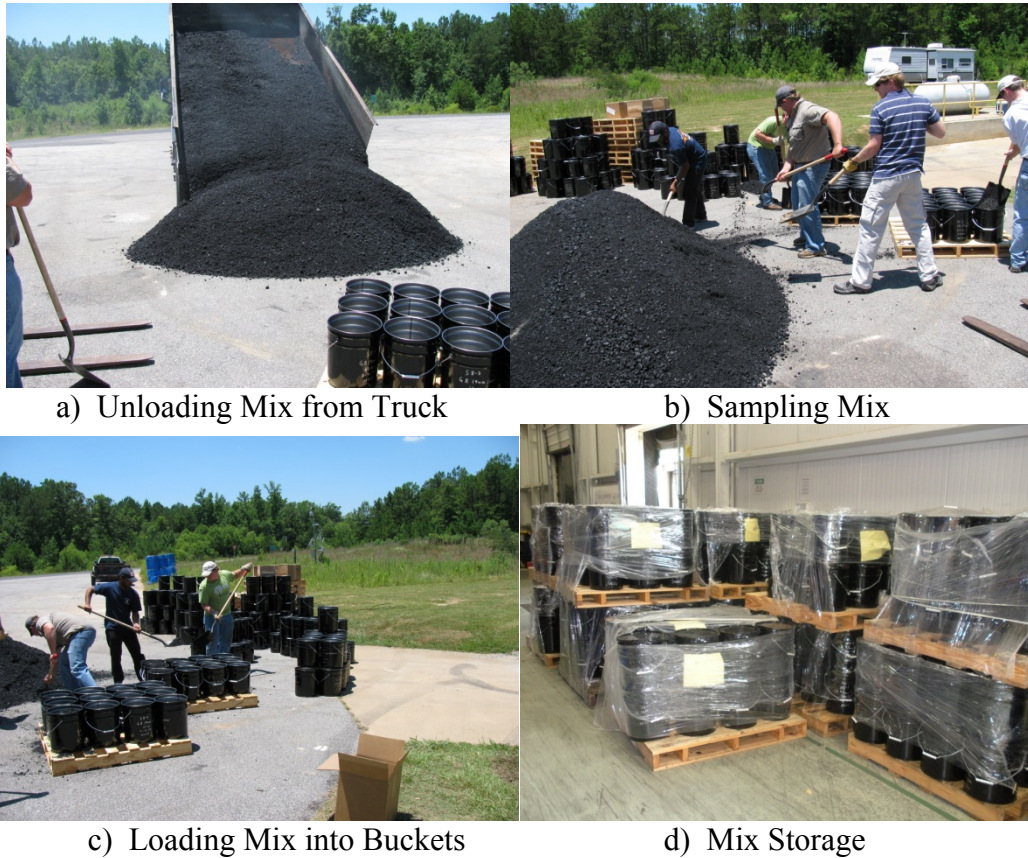 a) Unloading Mix from Truck
b) Sampling Mix
c) Loading Mix into Buckets
d) Mix Storage